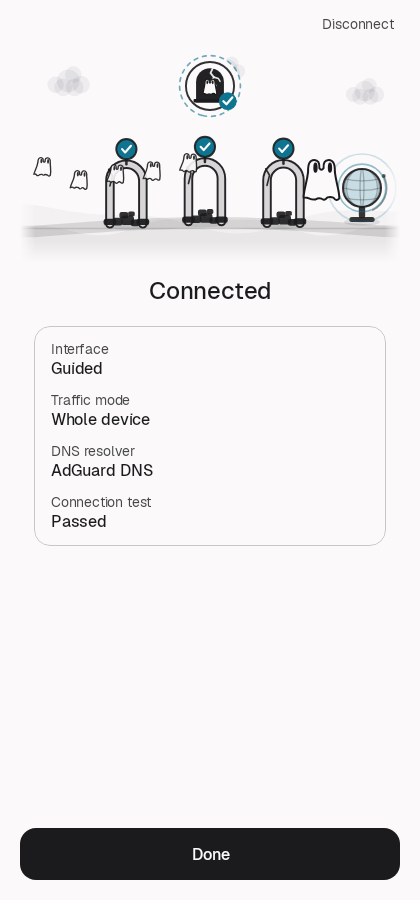 Disconnect
Connected
Interface
Guided
Traffic mode
Whole device
DNS resolver
AdGuard DNS
Connection test
Passed
Done